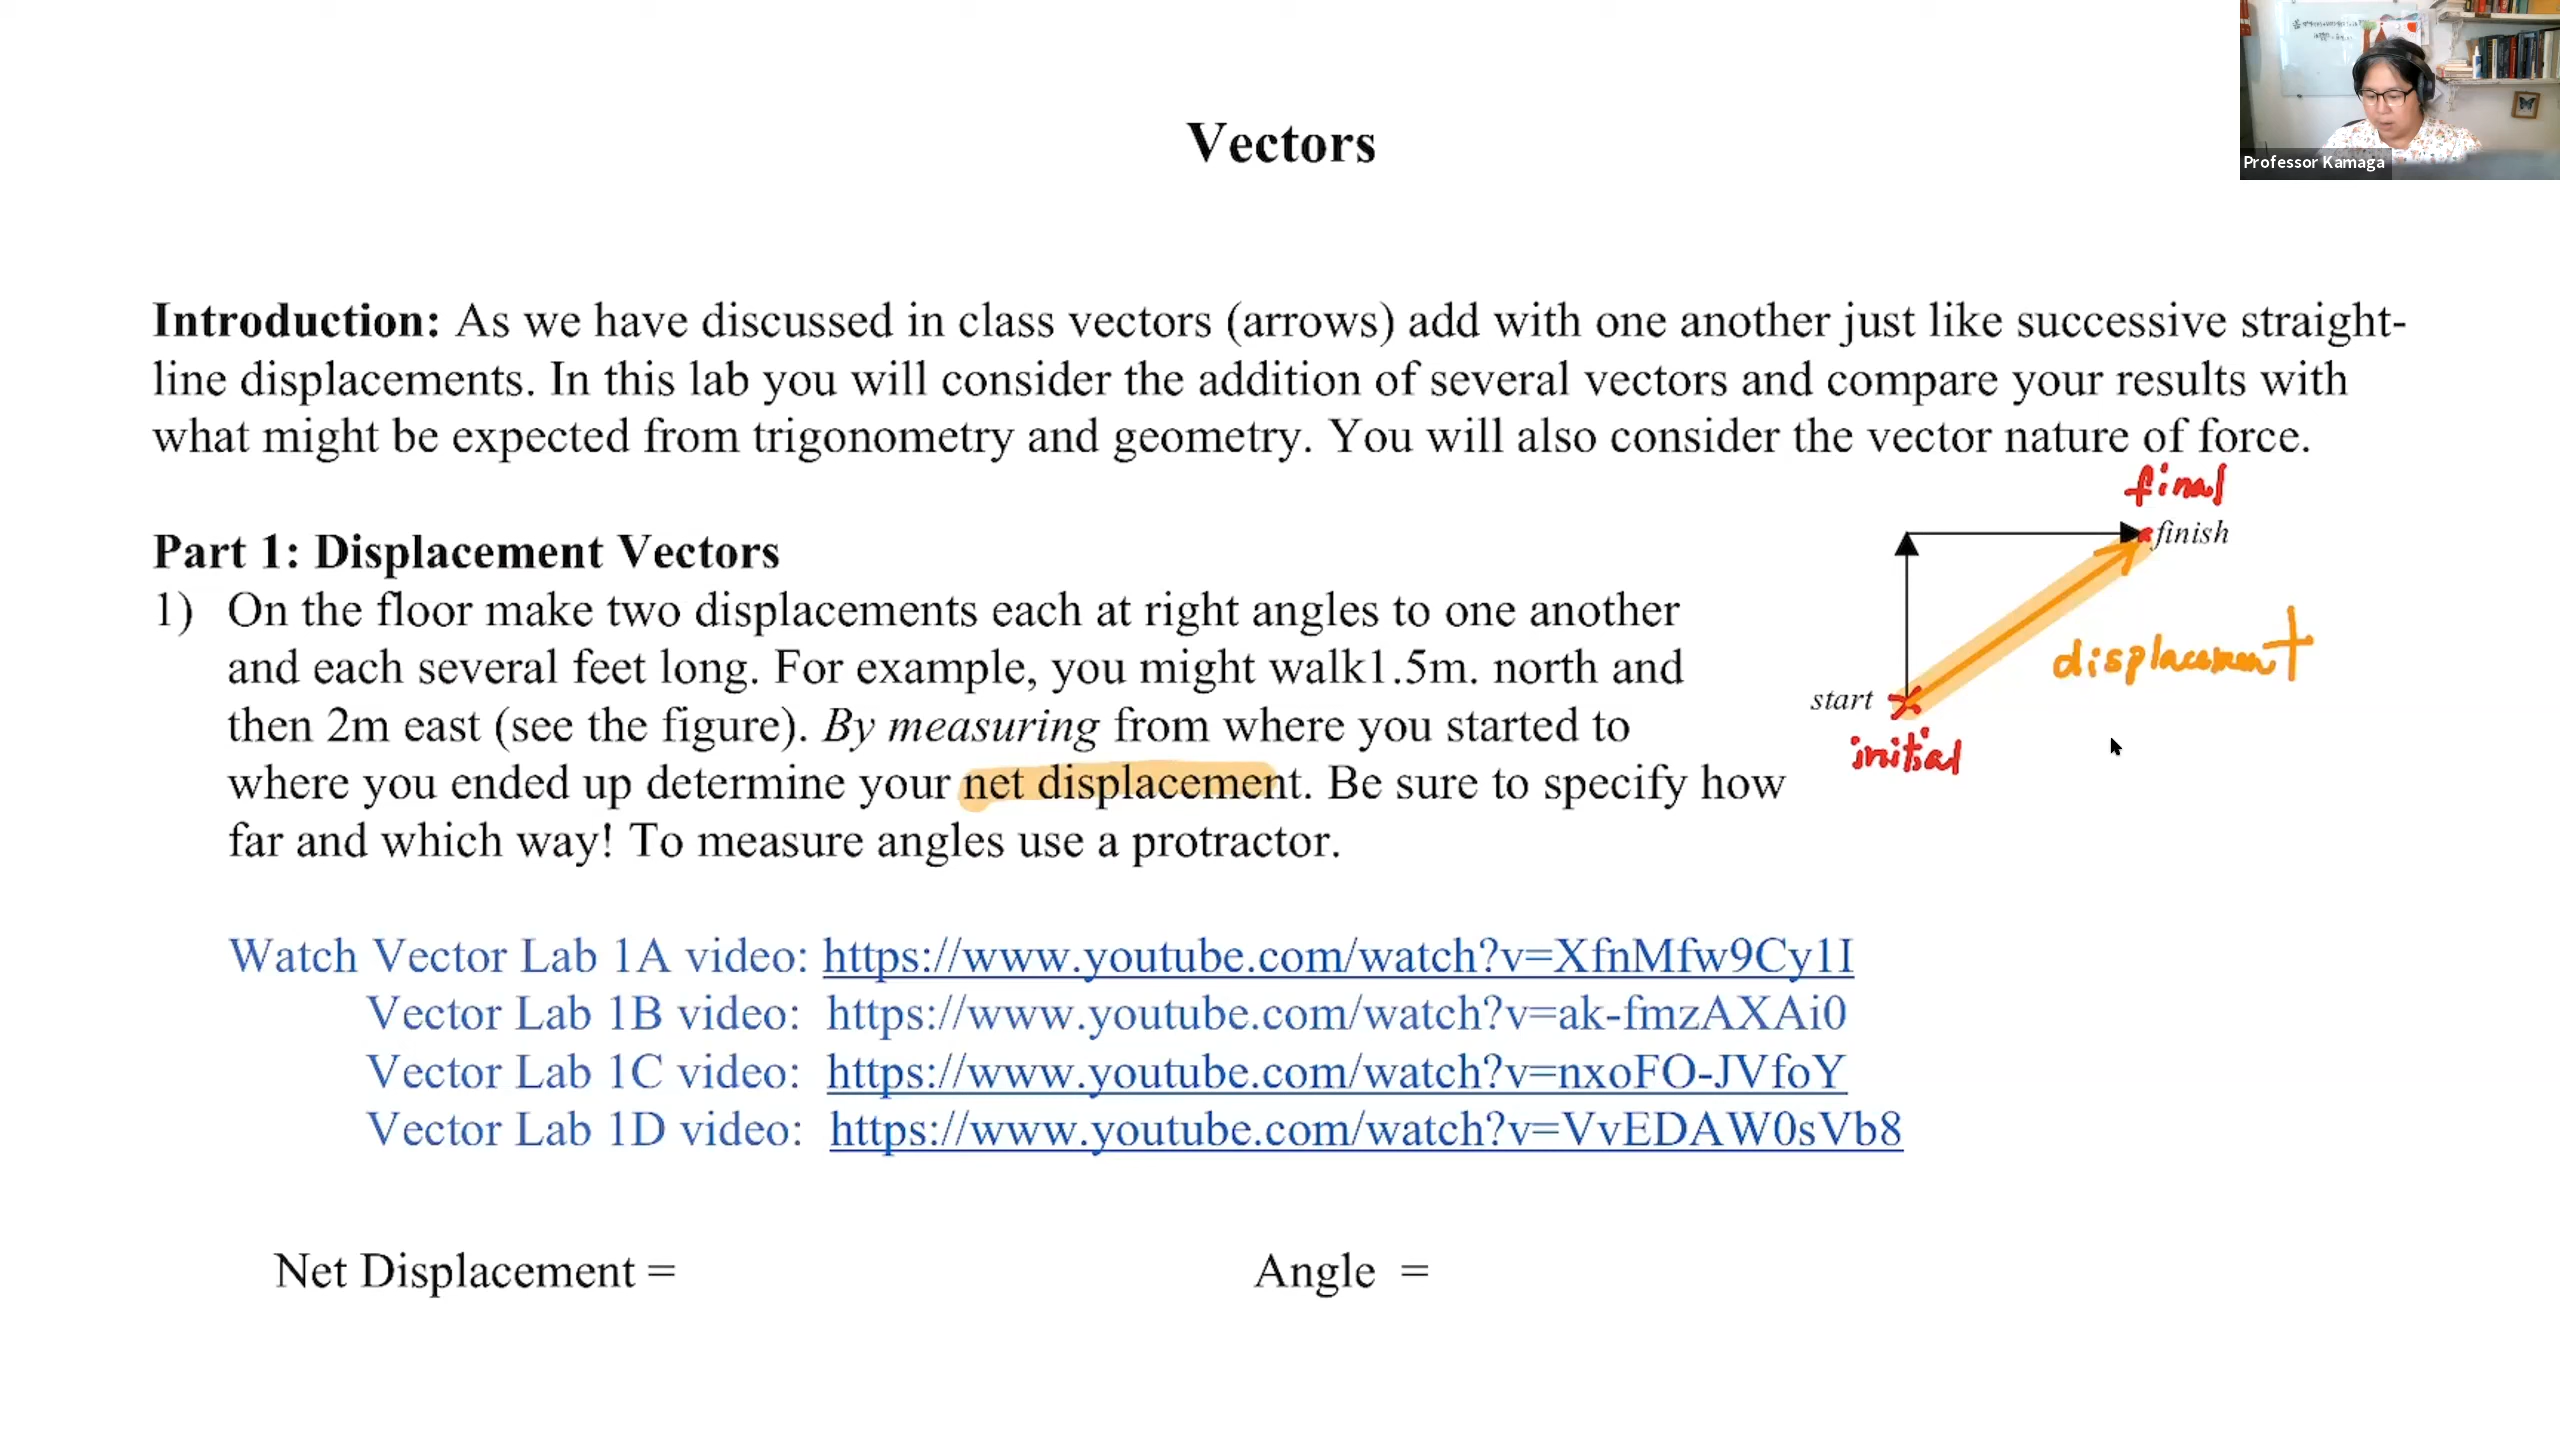 Professor Kamaga
Vectors
Introduction: As we have discussed in class vectors (arrows) add with one another just like successive straight-
line displacements. In this lab you will consider the addition of several vectors and compare your results with
what might be expected from trigonometry and geometry. You will also consider the vector nature of force.
final
finish
Part 1: Displacement Vectors
1) On the floor make two displacements each at right angles to one another
and each several feet long. For example, you might walk1.5m. north and
displacement
start
then 2m east (see the figure). By measuring from where you started to
initial
where you ended up determine your net displacement. Be sure to specify how
far and which way! To measure angles use a protractor.
Watch Vector Lab 1A video: https://www.youtube.com/watch?v=XfnMfw9Cy1I
Vector Lab 1B video: https://www.youtube.com/watch?v=ak-fmzAXAi0
Vector Lab 1C video: https://www.youtube.com/watch?v=nxoFO-JVfoY
Vector Lab 1D video: https://www.youtube.com/watch?v=VvEDAW0sVb8
Net Displacement = Angle =